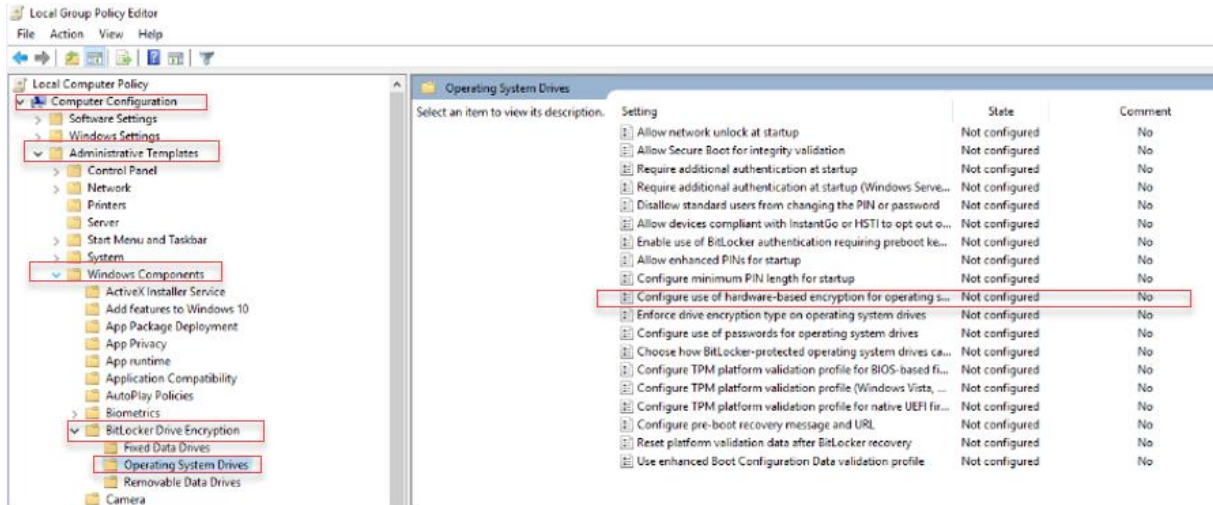 Local Group Policy Editor
File Action View Help
Local Computer Policy
Computer Configuration
Software Settings
Windows Settings
Administrative Templates
Control Panel
Network
Printers
Server
Start Menu and Taskbar
System
Windows Components
ActiveX Installer Service
Add features to Windows 10
App Package Deployment
App Privacy
App runtime
Application Compatibility
AutoPlay Policies
Biometrics
BitLocker Drive Encryption
Fixed Data Drives
Operating System Drives
Removable Data Drives
Camera
Operating System Drives
Select an item to view its description.
Setting State Comment
Allow network unlock at startup Not configured No
Allow Secure Boot for integrity validation Not configured No
Require additional authentication at startup Not configured No
Require additional authentication at startup (Windows Serve... Not configured No
Disallow standard users from changing the PIN or password Not configured No
Allow devices compliant with InstantGo or HSTI to opt out o... Not configured No
Enable use of BitLocker authentication requiring preboot ke... Not configured No
Allow enhanced PINs for startup Not configured No
Configure minimum PIN length for startup Not configured No
Configure use of hardware-based encryption for operating s... Not configured No
Enforce drive encryption type on operating system drives Not configured No
Configure use of passwords for operating system drives Not configured No
Choose how BitLocker-protected operating system drives ca... Not configured No
Configure TPM platform validation profile for BIOS-based fi... Not configured No
Configure TPM platform validation profile (Windows Vista, ... Not configured No
Configure TPM platform validation profile for native UEFI fir... Not configured No
Configure pre-boot recovery message and URL Not configured No
Reset platform validation data after BitLocker recovery Not configured No
Use enhanced Boot Configuration Data validation profile Not configured No